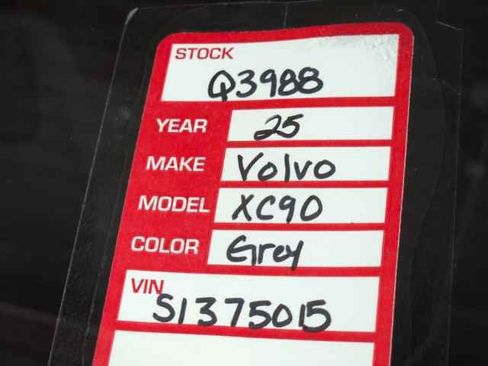 STOCK
Q3988
YEAR 25
MAKE Volvo
MODEL XC90
COLOR Grey
VIN
S1375015